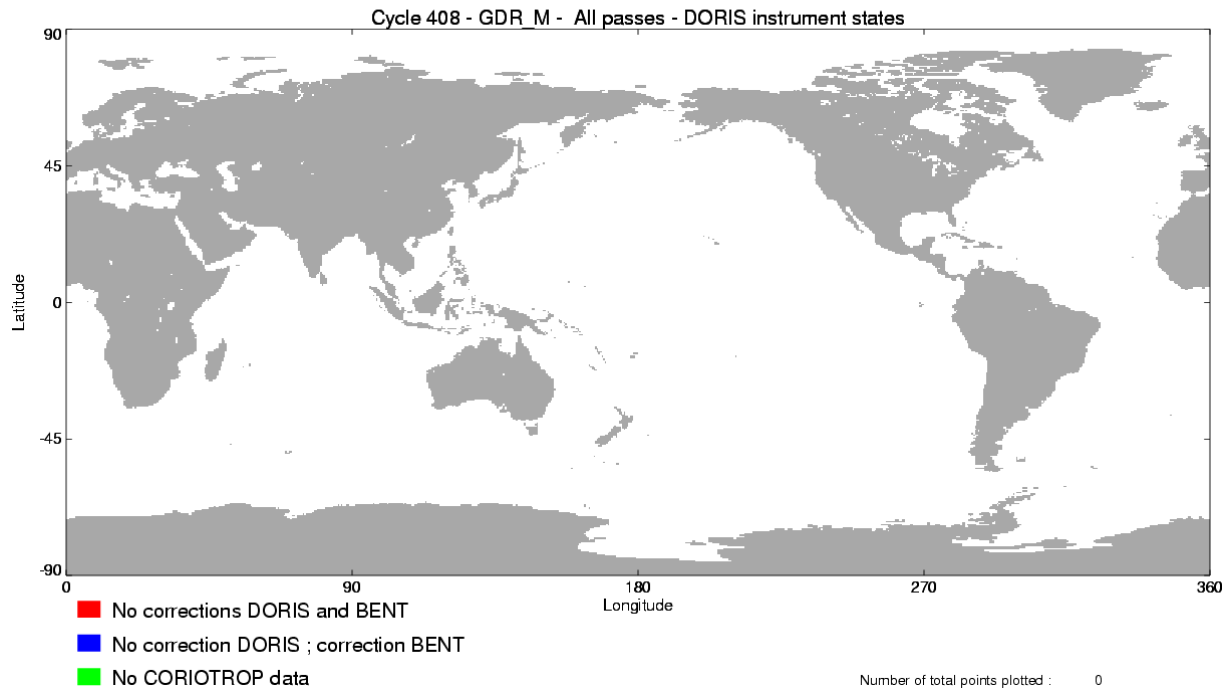 Cycle 408 - GDR_M - All passes - DORIS instrument states
90
45
0
-45
-90
Latitude
0 90 180 270 360
Longitude
No corrections DORIS and BENT
No correction DORIS ; correction BENT
No CORIOTROP data
Number of total points plotted : 0